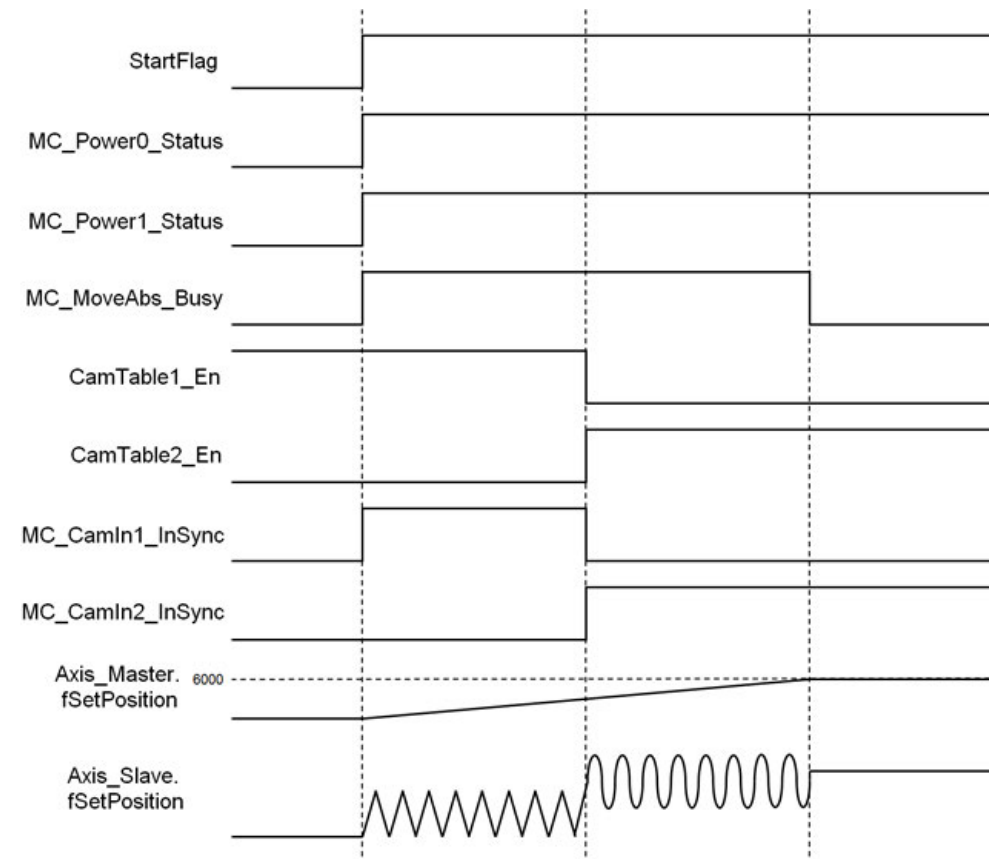 StartFlag
MC_Power0_Status
MC_Power1_Status
MC_MoveAbs_Busy
CamTable1_En
CamTable2_En
MC_CamIn1_InSync
MC_CamIn2_InSync
Axis_Master. 6000
fSetPosition
Axis_Slave.
fSetPosition